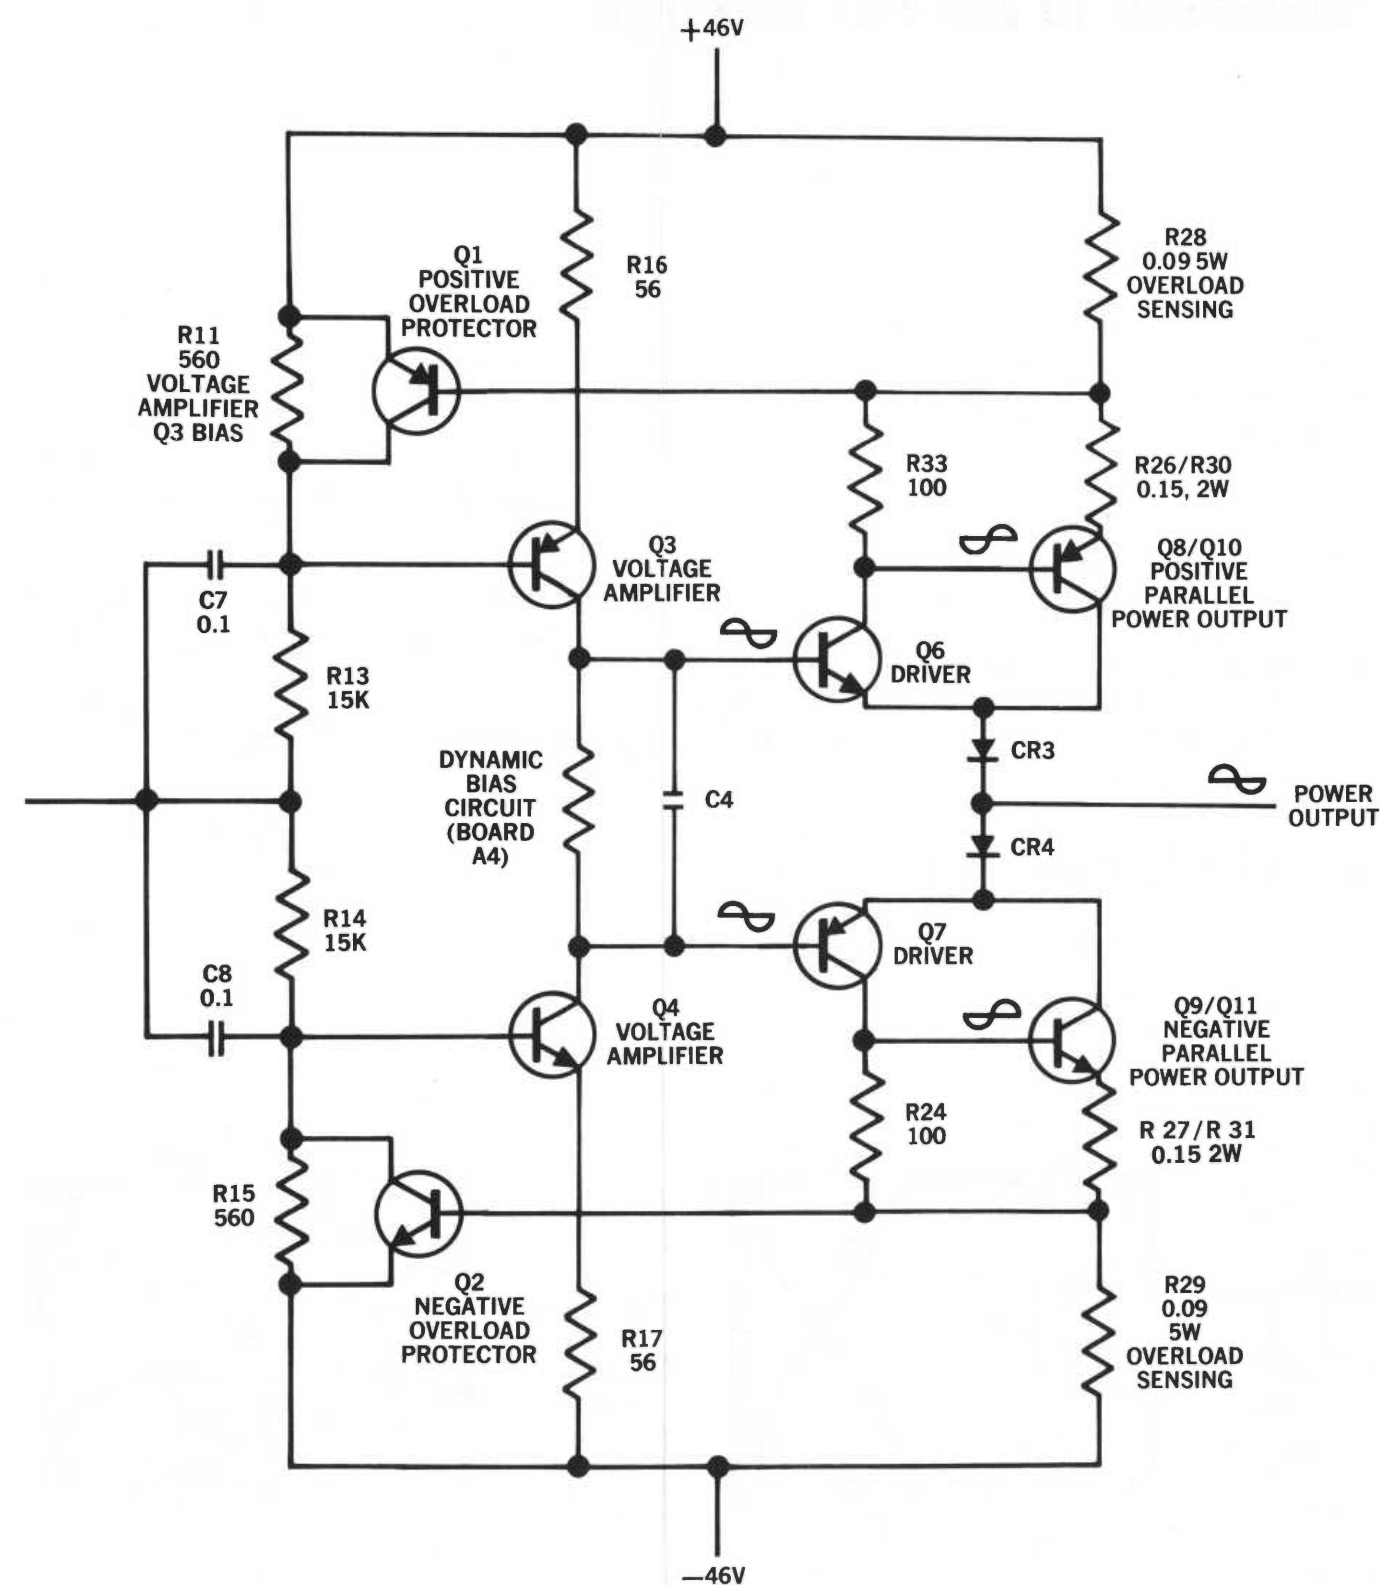 +46V
R28
0.09 5W
OVERLOAD
SENSING
Q1
POSITIVE
OVERLOAD
PROTECTOR
R16
56
R11
560
VOLTAGE
AMPLIFIER
Q3 BIAS
R33
100
R26/R30
0.15, 2W
Q3
VOLTAGE
AMPLIFIER
Q8/Q10
POSITIVE
PARALLEL
POWER OUTPUT
C7
0.1
Q6
DRIVER
R13
15K
DYNAMIC
BIAS
CIRCUIT
(BOARD
A4)
C4
CR3
POWER
OUTPUT
CR4
R14
15K
Q7
DRIVER
C8
0.1
Q4
VOLTAGE
AMPLIFIER
Q9/Q11
NEGATIVE
PARALLEL
POWER OUTPUT
R24
100
R 27/R 31
0.15 2W
R15
560
Q2
NEGATIVE
OVERLOAD
PROTECTOR
R17
56
R29
0.09
5W
OVERLOAD
SENSING
—46V